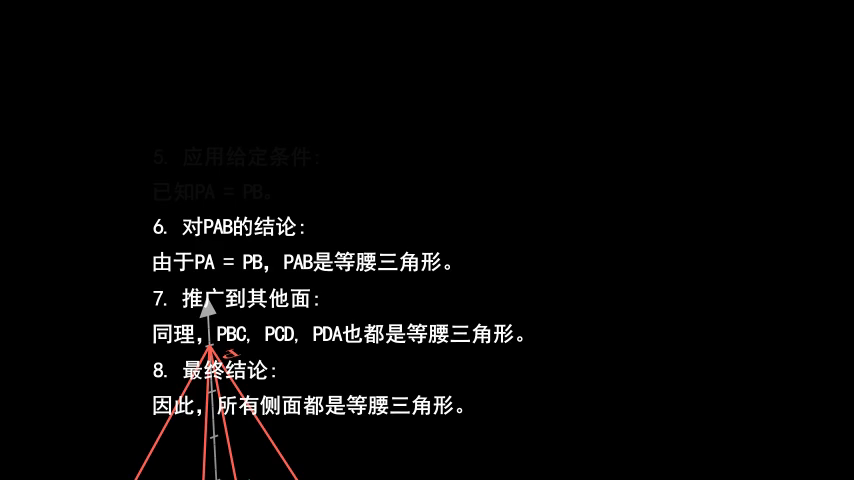 5. 应用给定条件:
已知PA = PB。
6. 对PAB的结论:
由于PA = PB，PAB是等腰三角形。
7. 推广到其他面:
同理，PBC, PCD, PDA也都是等腰三角形。
8. 最终结论:
因此，所有侧面都是等腰三角形。